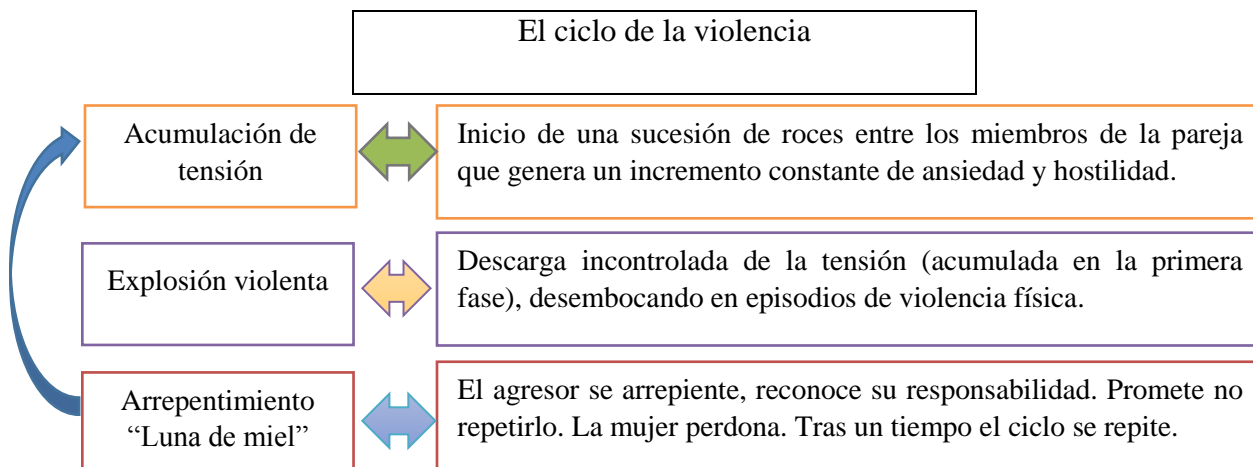 El ciclo de la violencia
Acumulación de
tensión
Inicio de una sucesión de roces entre los miembros de la pareja
que genera un incremento constante de ansiedad y hostilidad.
Explosión violenta
Descarga incontrolada de la tensión (acumulada en la primera
fase), desembocando en episodios de violencia física.
Arrepentimiento
“Luna de miel”
El agresor se arrepiente, reconoce su responsabilidad. Promete no
repetirlo. La mujer perdona. Tras un tiempo el ciclo se repite.